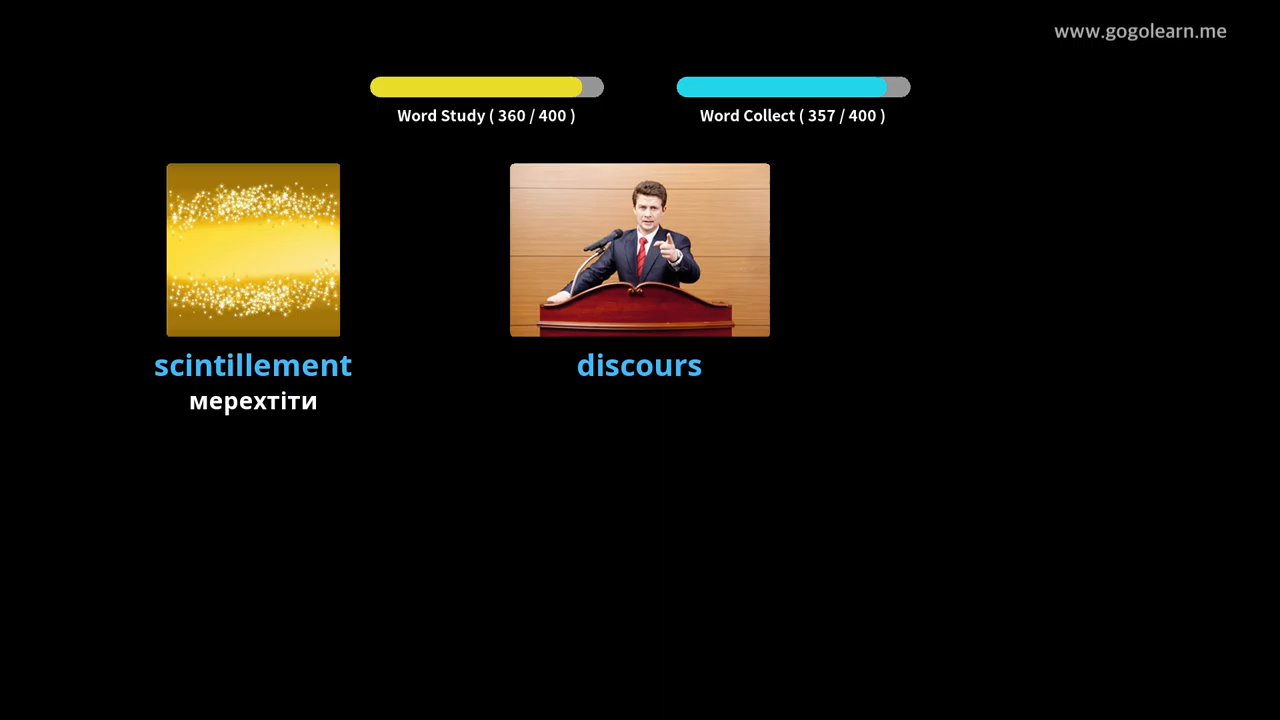 www.gogolearn.me
Word Study ( 360 / 400 )
Word Collect ( 357 / 400 )
scintillement
discours
мерехтіти